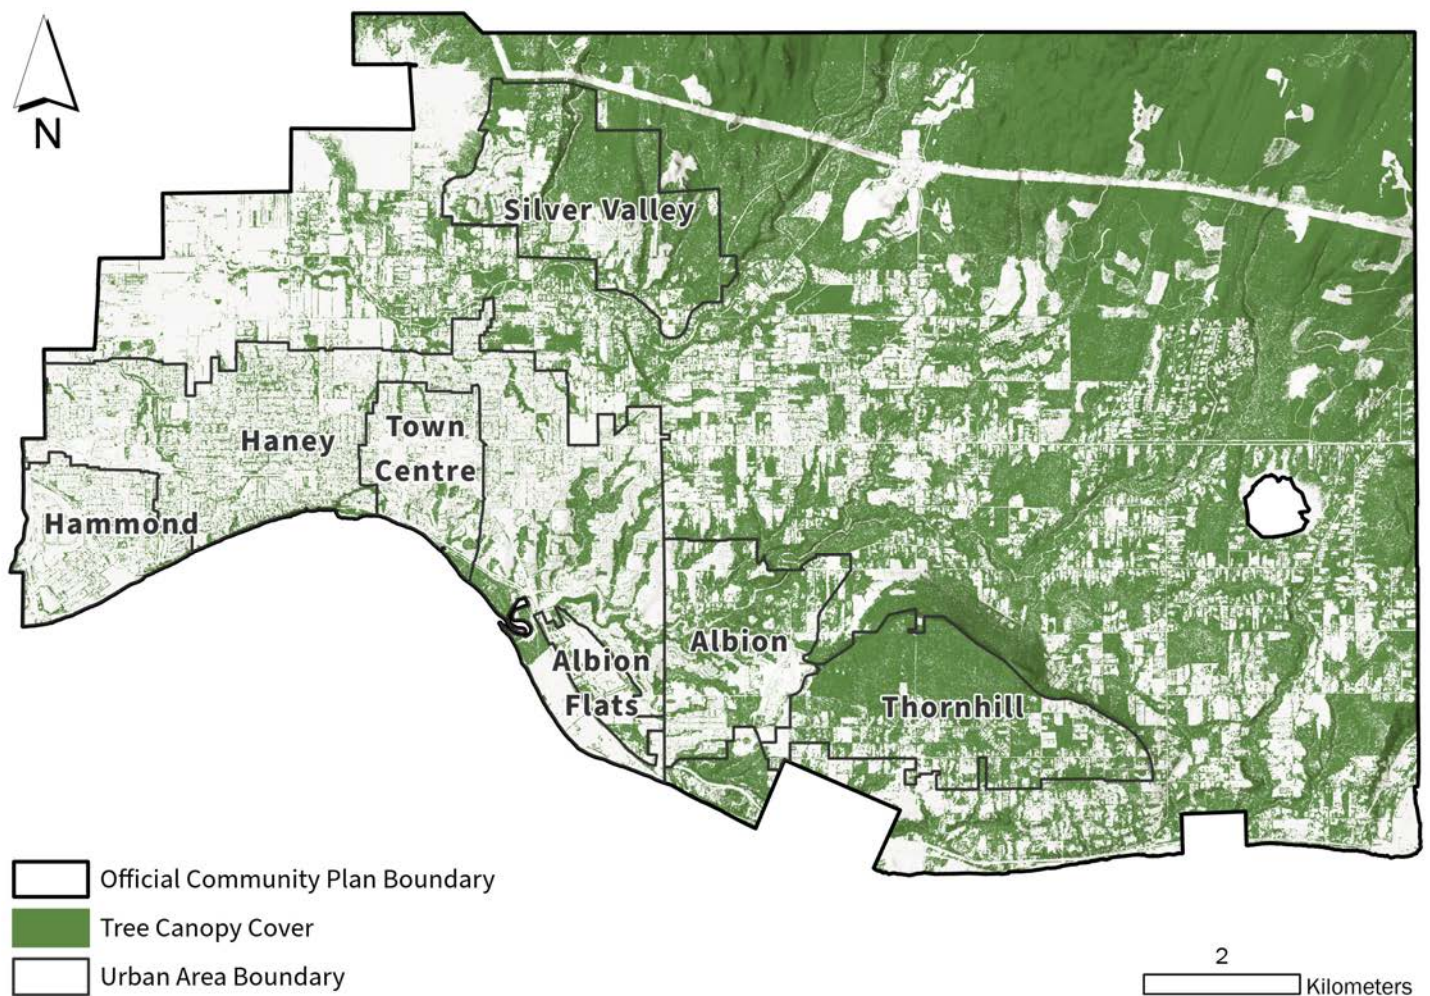 N
Silver Valley
Town
Centre
Haney
Hammond
Albion
Albion
Flats
Thornhill
Official Community Plan Boundary
Tree Canopy Cover
Urban Area Boundary
2
Kilometers